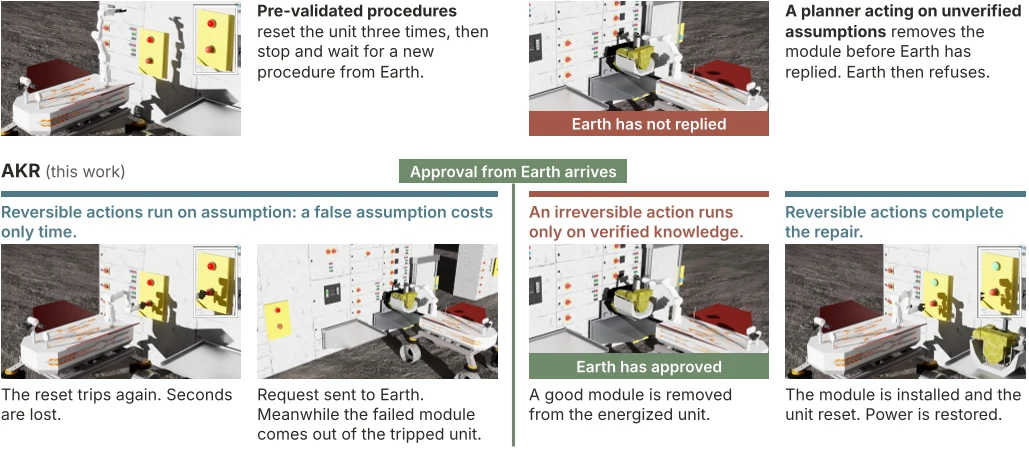 Pre-validated procedures
reset the unit three times, then
stop and wait for a new
procedure from Earth.
Earth has not replied
A planner acting on unverified
assumptions removes the
module before Earth has
replied. Earth then refuses.
AKR (this work)
Approval from Earth arrives
Reversible actions run on assumption: a false assumption costs
only time.
An irreversible action runs
only on verified knowledge.
Reversible actions complete
the repair.
Earth has approved
The reset trips again. Seconds
are lost.
Request sent to Earth.
Meanwhile the failed module
comes out of the tripped unit.
A good module is removed
from the energized unit.
The module is installed and the
unit reset. Power is restored.